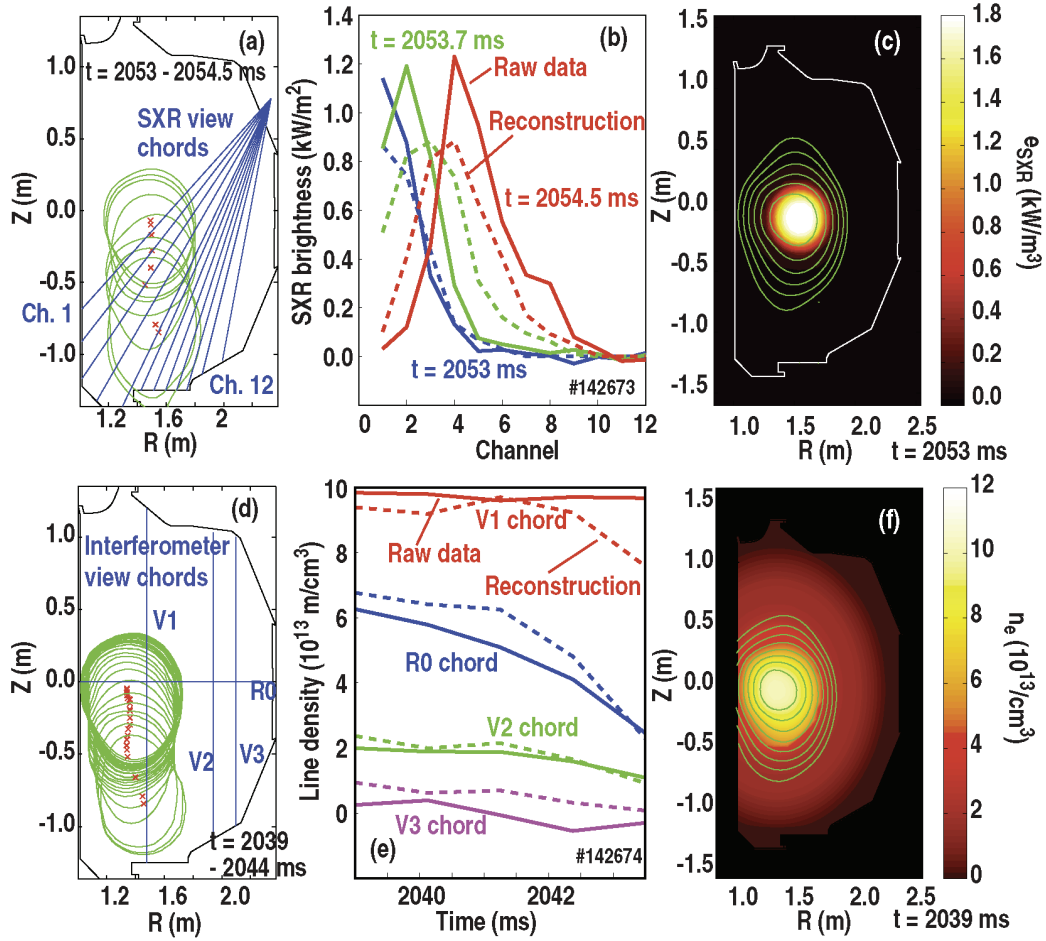 (a)
t = 2053 - 2054.5 ms
SXR view
chords
Ch. 1
Ch. 12
1.0
0.5
0.0
-0.5
-1.0
Z (m)
1.2 1.6 2
R (m)
(b)
t = 2053.7 ms
Raw data
Reconstruction
t = 2054.5 ms
t = 2053 ms
#142673
SXR brightness (kW/m²)
1.4
1.2
1.0
0.8
0.6
0.4
0.2
0.0
0 2 4 6 8 10 12
Channel
(c)
1.0
0.5
0.0
-0.5
-1.0
-1.5
Z (m)
1.0 1.5 2.0 2.5
R (m)
t = 2053 ms
1.8
1.6
1.4
1.2
1.0
0.8
0.6
0.4
0.2
0.0
eSXR (kW/m³)
(d)
Interferometer
view chords
V1
R0
V2
V3
t = 2039
- 2044 ms
1.0
0.5
0.0
-0.5
-1.0
Z (m)
1.2 1.6 2
R (m)
10
8
6
4
2
0
Line density (10¹³ m/cm³)
V1 chord
Raw data
Reconstruction
R0 chord
V2 chord
V3 chord
(e)
#142674
2040 2042
Time (ms)
(f)
1.0
0.5
0.0
-0.5
-1.0
-1.5
Z (m)
1.0 1.5 2.0 2.5
R (m)
t = 2039 ms
12
10
8
6
4
2
0
nₑ (10¹³/cm³)